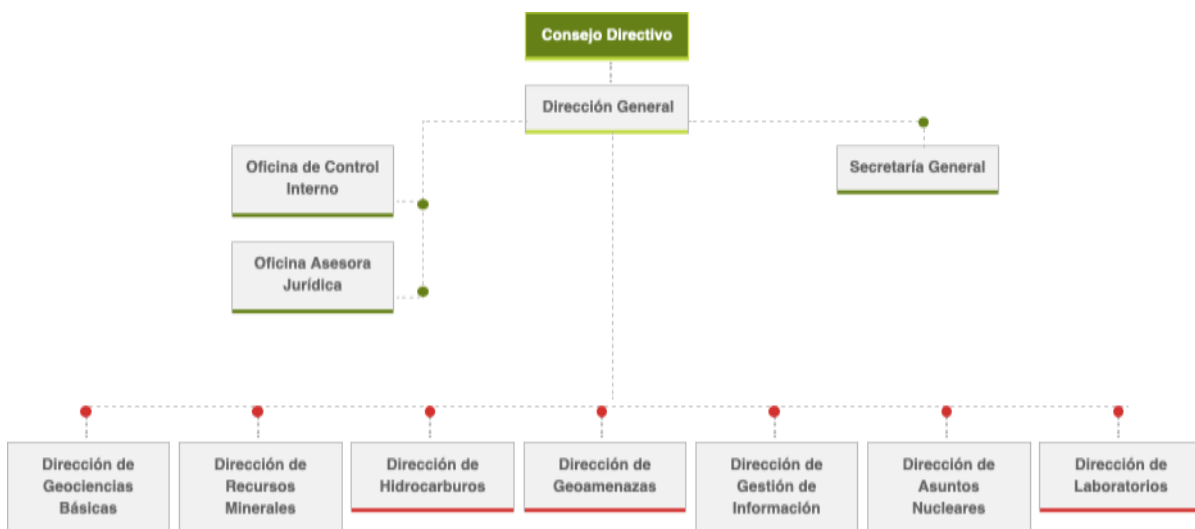 Consejo Directivo
Dirección General
Oficina de Control
Interno
Secretaría General
Oficina Asesora
Jurídica
Dirección de
Geociencias
Básicas
Dirección de
Recursos
Minerales
Dirección de
Hidrocarburos
Dirección de
Geoamenazas
Dirección de
Gestión de
Información
Dirección de
Asuntos
Nucleares
Dirección de
Laboratorios